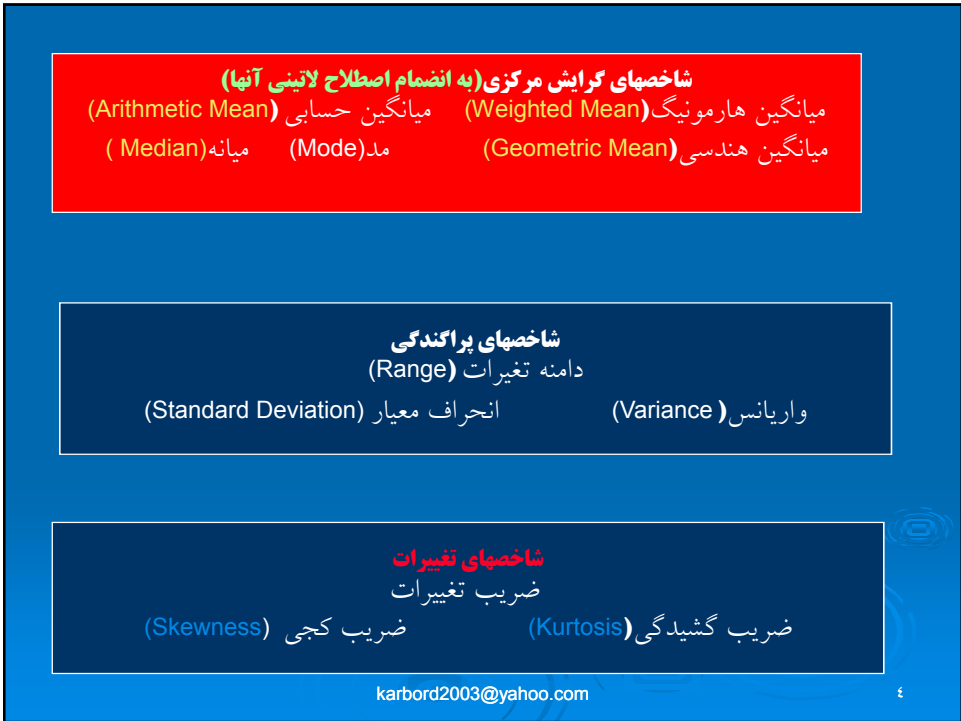 شاخصهای گرایش مرکزی(به انضمام اصطلاح لاتینی آنها)
میانگین هارمونیگ(Weighted Mean) میانگین حسابی (Arithmetic Mean)
میانگین هندسی(Geometric Mean) مد(Mode) میانه(Median )
شاخصهای پراگندگی
دامنه تغیرات (Range)
واریانس( Variance) انحراف معیار (Standard Deviation)
شاخصهای تغییرات
ضریب تغییرات
ضریب گشیدگی(Kurtosis) ضریب کجی (Skewness)
karbord2003@yahoo.com ٤